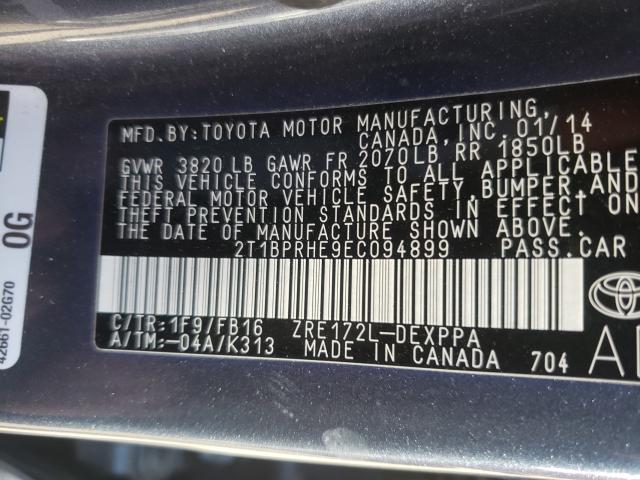 MFD.BY:TOYOTA MOTOR MANUFACTURING,
CANADA, INC. 01/14
GVWR 3820 LB GAWR FR 2070LB, RR 1850LB
THIS VEHICLE CONFORMS TO ALL APPLICABLE
FEDERAL MOTOR VEHICLE SAFETY, BUMPER, AND
THEFT PREVENTION STANDARDS IN EFFECT ON
THE DATE OF MANUFACTURE SHOWN ABOVE.
2T1BPRHE9EC094899 PASS.CAR
C/TR:1F9/FB16 ZRE172L-DEXPPA
A/TM:-04A/K313 MADE IN CANADA 704
0G
42661-02G70